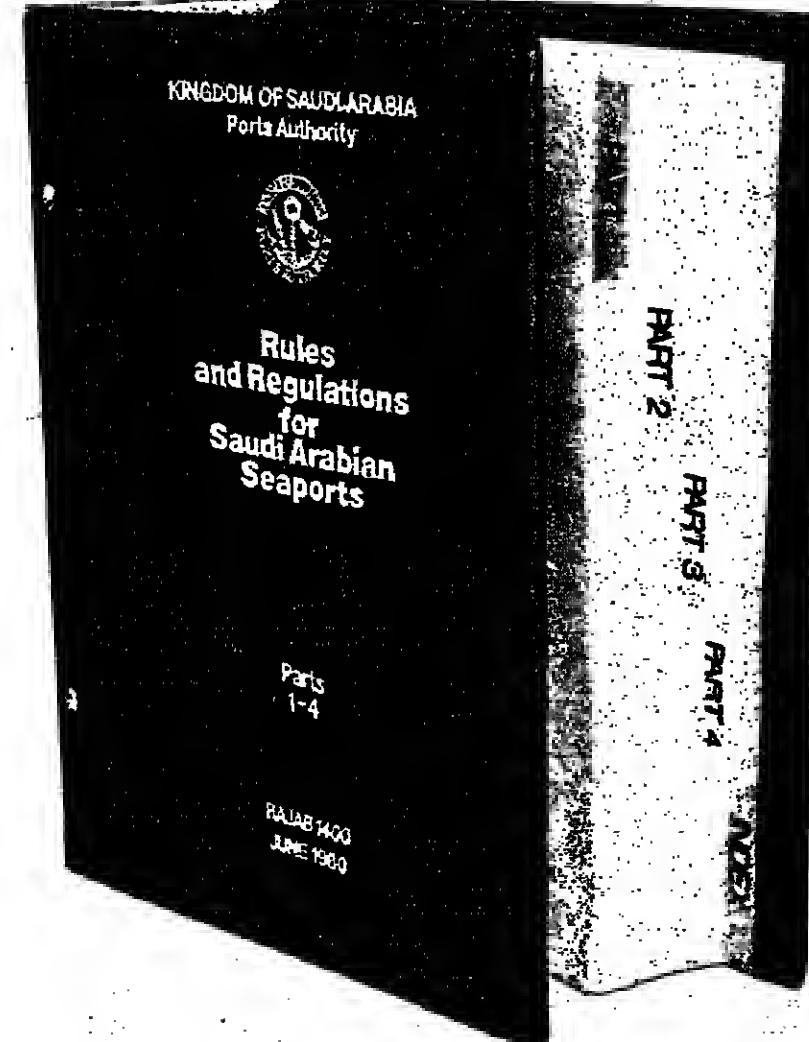 KINGDOM OF SAUDI ARABIA
Ports Authority
Rules
and Regulations
for
Saudi Arabian
Seaports
Parts
1-4
RAJAB 1400
JUNE 1980
PART 2
PART 3
PART 4
INDEX